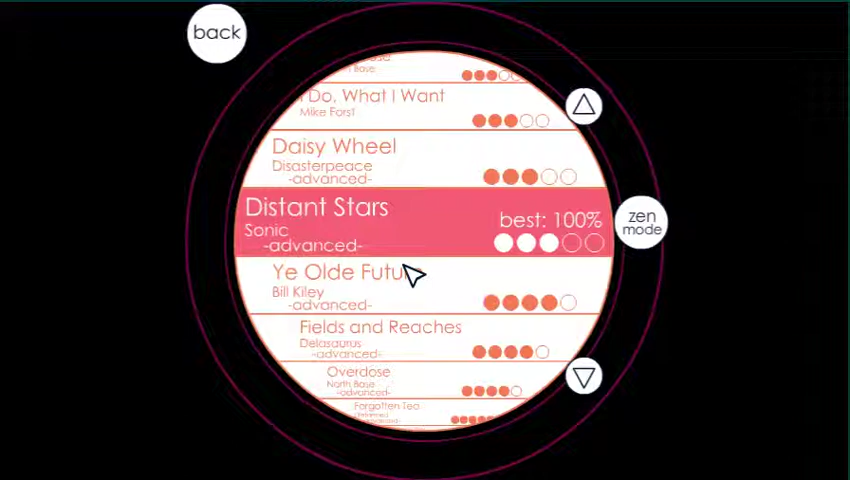 back
I Do, What I Want
Mike Forst
Daisy Wheel
Disasterpeace
-advanced-
Distant Stars
best: 100%
Sonic
-advanced-
zen
mode
Ye Olde Future
Bill Kiley
-advanced-
Fields and Reaches
Delasaurus
-advanced-
Overdose
North Base
-advanced-
Forgotten Tea